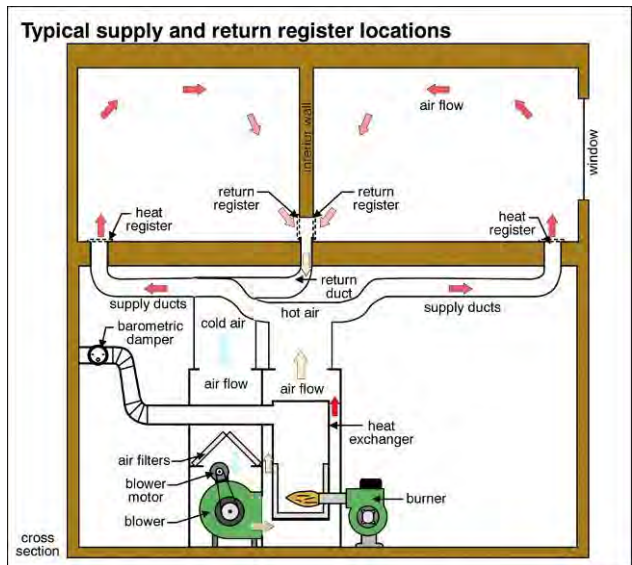 Typical supply and return register locations
air flow
interior wall
window
return
register
return
register
heat
register
heat
register
return
duct
supply ducts
hot air
supply ducts
cold air
barometric
damper
air flow
air flow
heat
exchanger
air filters
blower
motor
burner
blower
cross
section